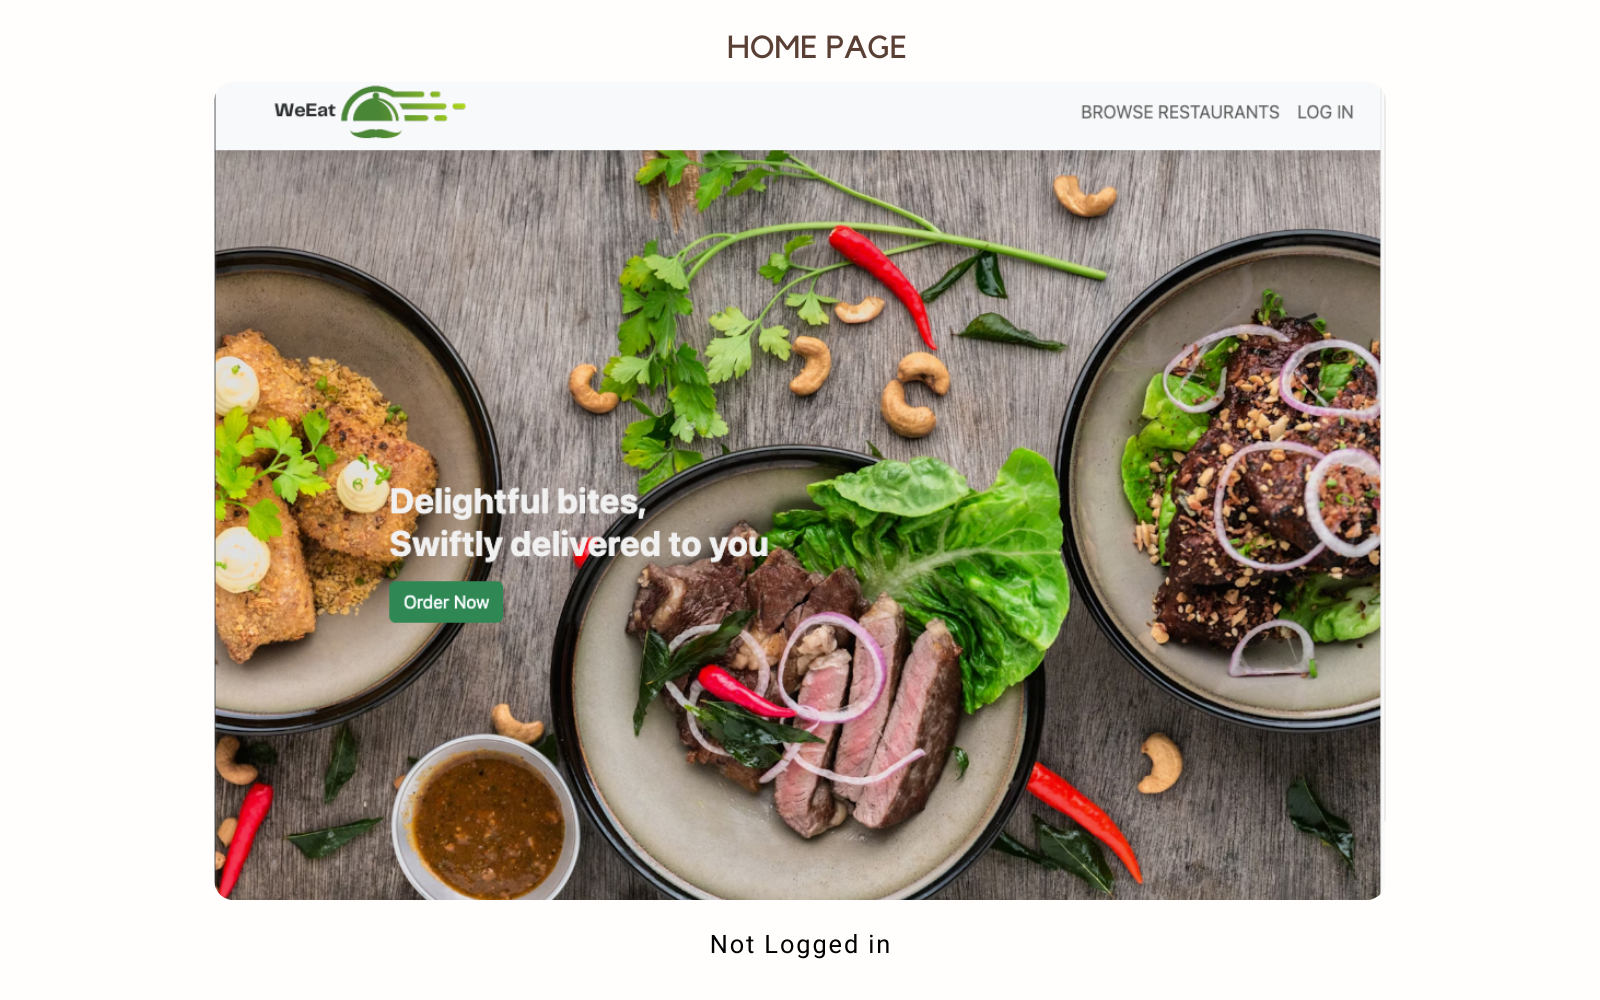 HOME PAGE
WeEat
BROWSE RESTAURANTS LOG IN
Delightful bites,
Swiftly delivered to you
Order Now
Not Logged in